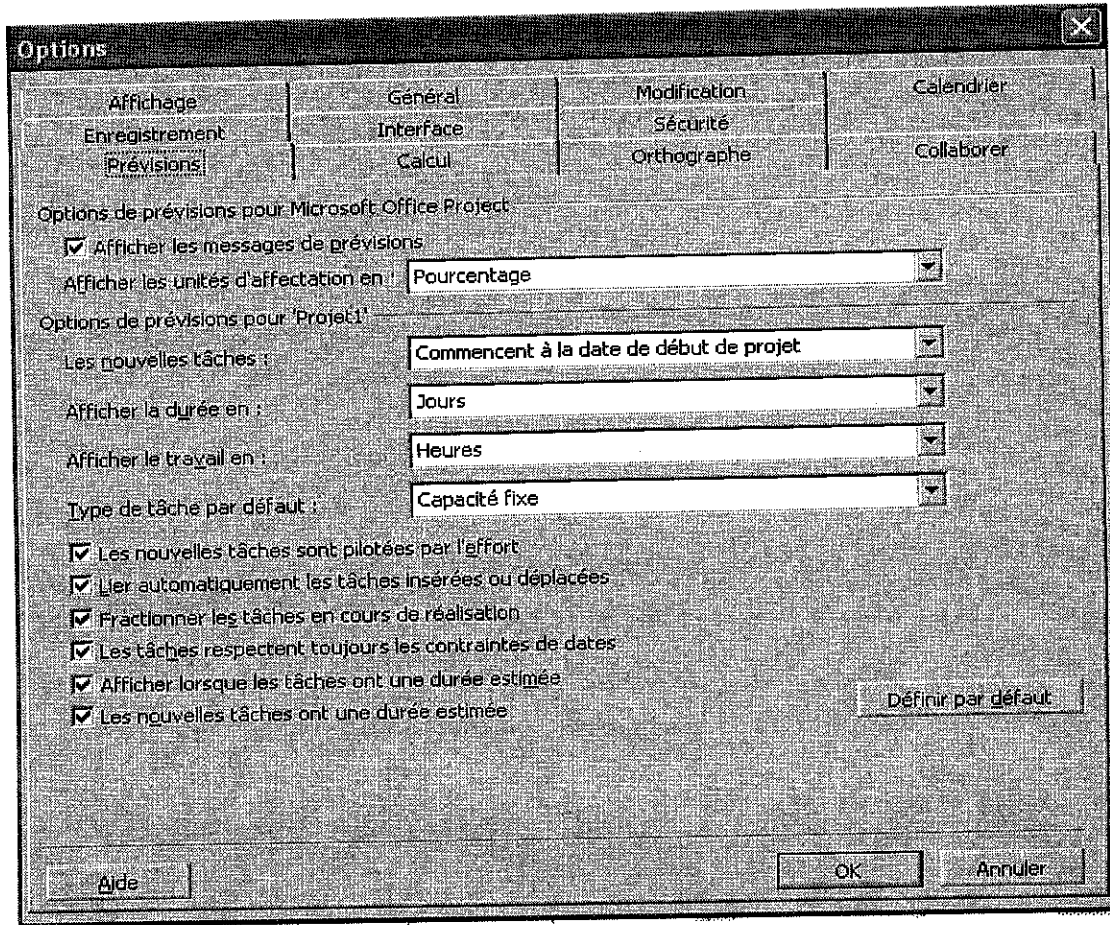 Options
Affichage Général Modification Calendrier
Enregistrement Interface Sécurité
Prévisions Calcul Orthographe Collaborer
Options de prévisions pour Microsoft Office Project
Afficher les messages de prévisions
Afficher les unités d'affectation en : Pourcentage
Options de prévisions pour 'Projet1'
Les nouvelles tâches : Commencent à la date de début de projet
Afficher la durée en : Jours
Afficher le travail en : Heures
Type de tâche par défaut : Capacité fixe
Les nouvelles tâches sont pilotées par l'effort
Lier automatiquement les tâches insérées ou déplacées
Fractionner les tâches en cours de réalisation
Les tâches respectent toujours les contraintes de dates
Afficher lorsque les tâches ont une durée estimée
Les nouvelles tâches ont une durée estimée
Définir par défaut
Aide OK Annuler